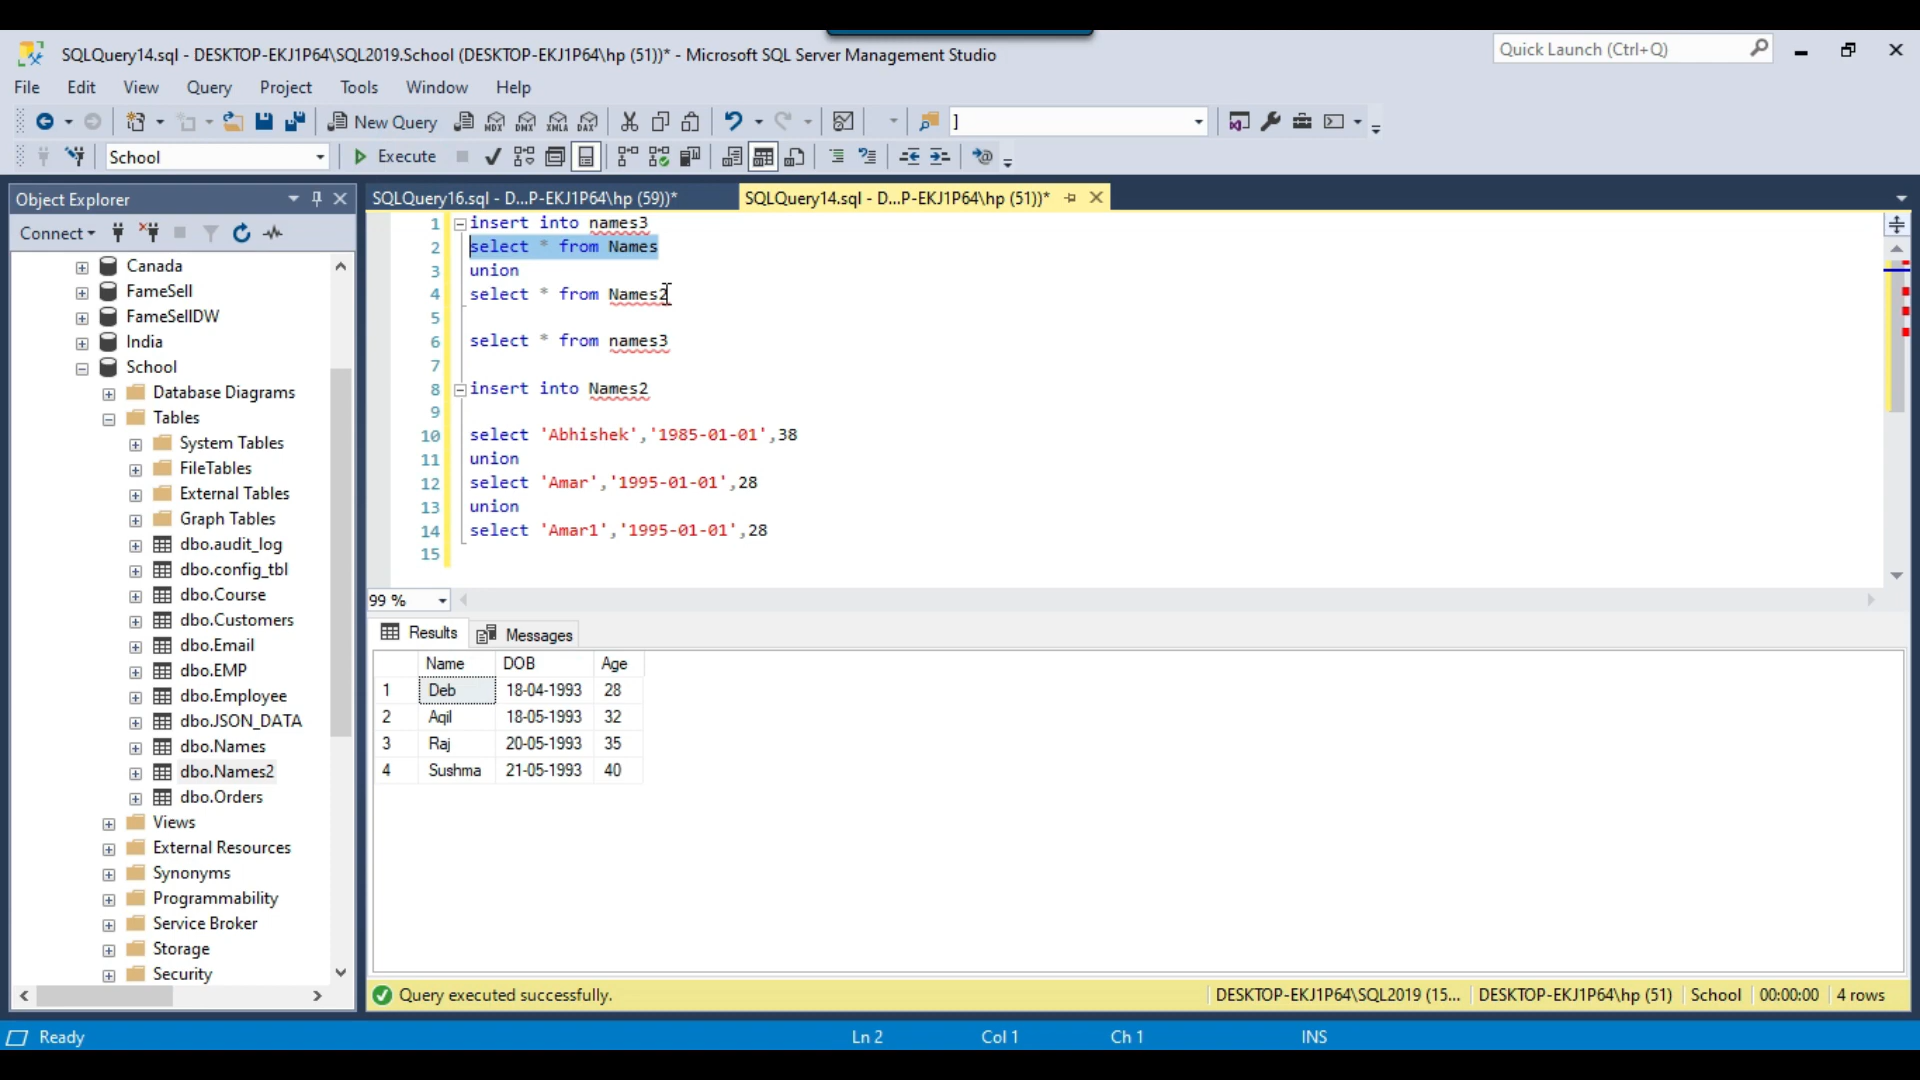 SQLQuery14.sql - DESKTOP-EKJ1P64\SQL2019.School (DESKTOP-EKJ1P64\hp (51))* - Microsoft SQL Server Management Studio
Quick Launch (Ctrl+Q)
File Edit View Query Project Tools Window Help
New Query MDX DMX XMLA DAX ]
School Execute
Object Explorer
Connect
Canada
FameSell
FameSellDW
India
School
Database Diagrams
Tables
System Tables
FileTables
External Tables
Graph Tables
dbo.audit_log
dbo.config_tbl
dbo.Course
dbo.Customers
dbo.Email
dbo.EMP
dbo.Employee
dbo.JSON_DATA
dbo.Names
dbo.Names2
dbo.Orders
Views
External Resources
Synonyms
Programmability
Service Broker
Storage
Security
SQLQuery16.sql - D...P-EKJ1P64\hp (59))* SQLQuery14.sql - D...P-EKJ1P64\hp (51))*
1 insert into names3
2 select * from Names
3 union
4 select * from Names2
5
6 select * from names3
7
8 insert into Names2
9
10 select 'Abhishek','1985-01-01',38
11 union
12 select 'Amar','1995-01-01',28
13 union
14 select 'Amar1','1995-01-01',28
15
99 %
Results Messages
Name DOB Age
1 Deb 18-04-1993 28
2 Aqil 18-05-1993 32
3 Raj 20-05-1993 35
4 Sushma 21-05-1993 40
Query executed successfully. DESKTOP-EKJ1P64\SQL2019 (15... DESKTOP-EKJ1P64\hp (51) School 00:00:00 4 rows
Ready Ln 2 Col 1 Ch 1 INS